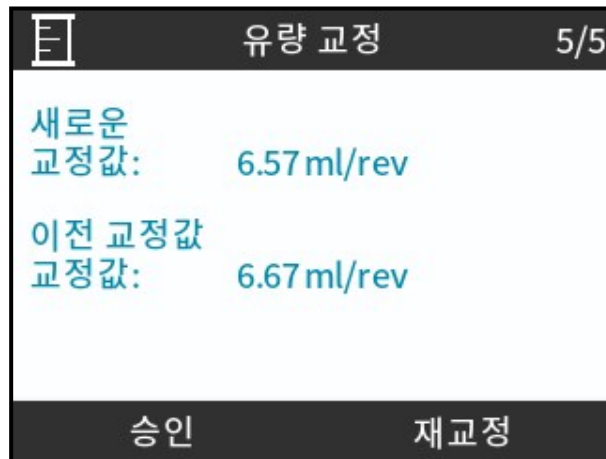 유량 교정 5/5
새로운
교정값: 6.57 ml/rev
이전 교정값
교정값: 6.67 ml/rev
승인 재교정